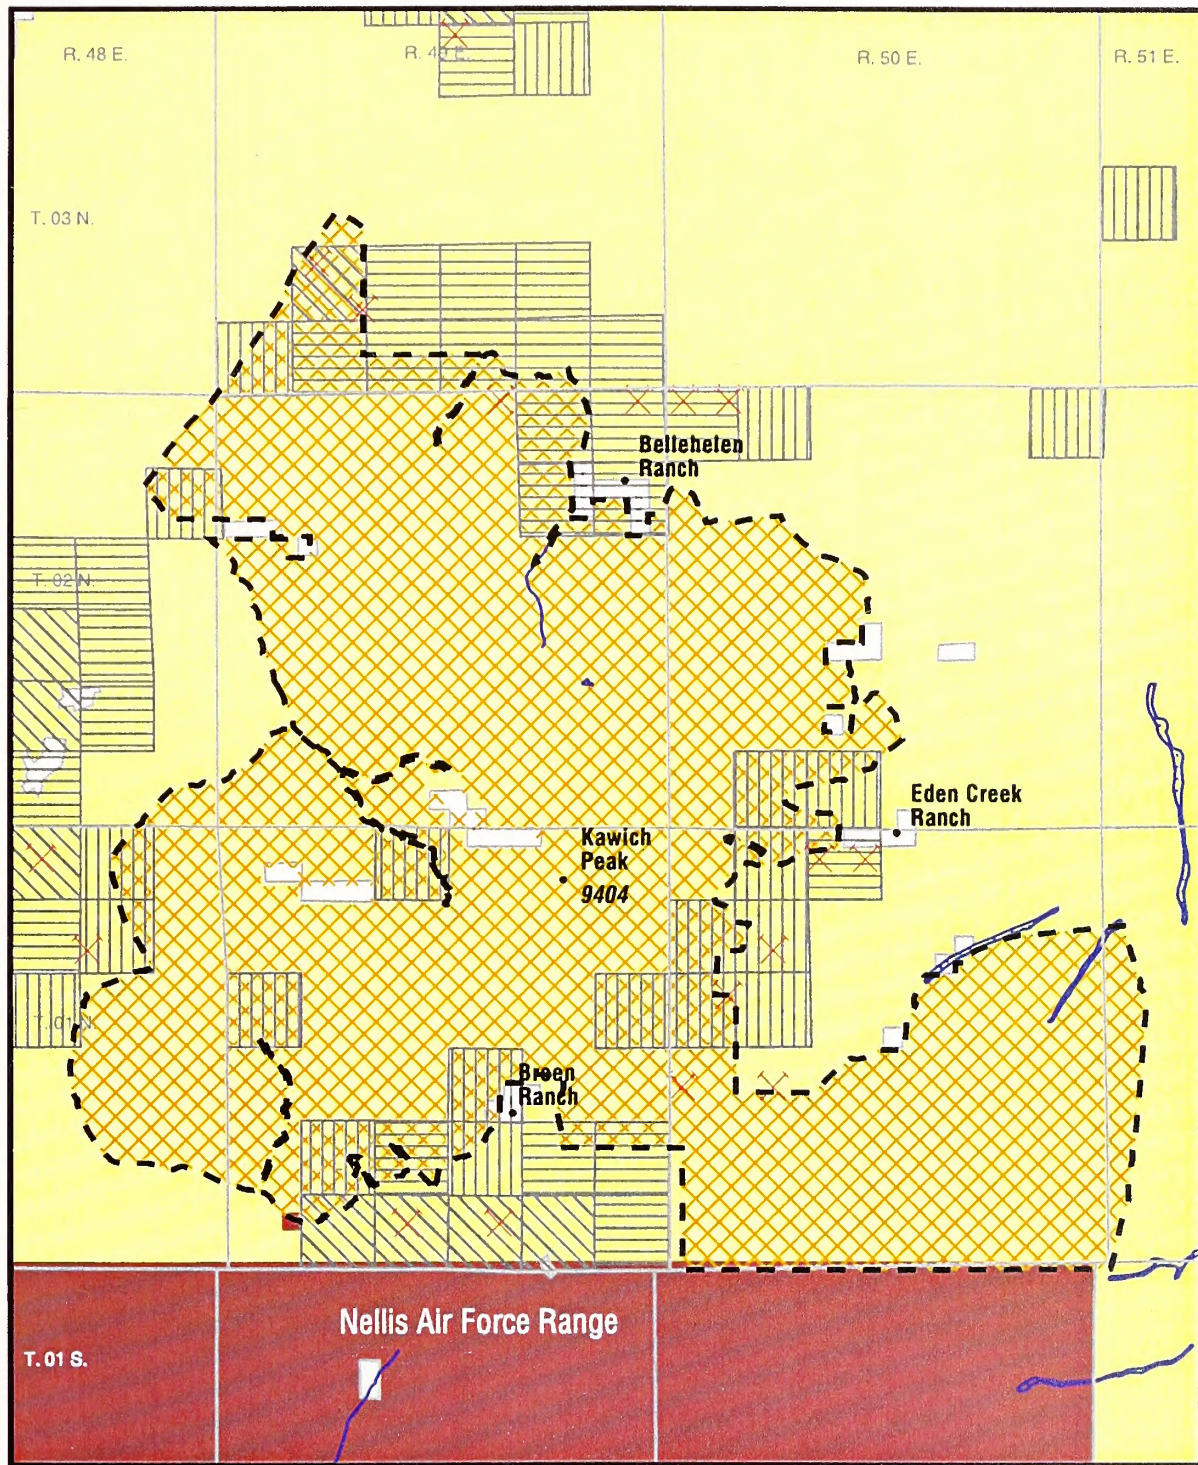 R. 48 E.
R. 49 E.
R. 50 E.
R. 51 E.
T. 03 N.
Bellehelen
Ranch
T. 02 N.
Eden Creek
Ranch
Kawich
Peak
9404
T. 01 N.
Breen
Ranch
Nellis Air Force Range
T. 01 S.